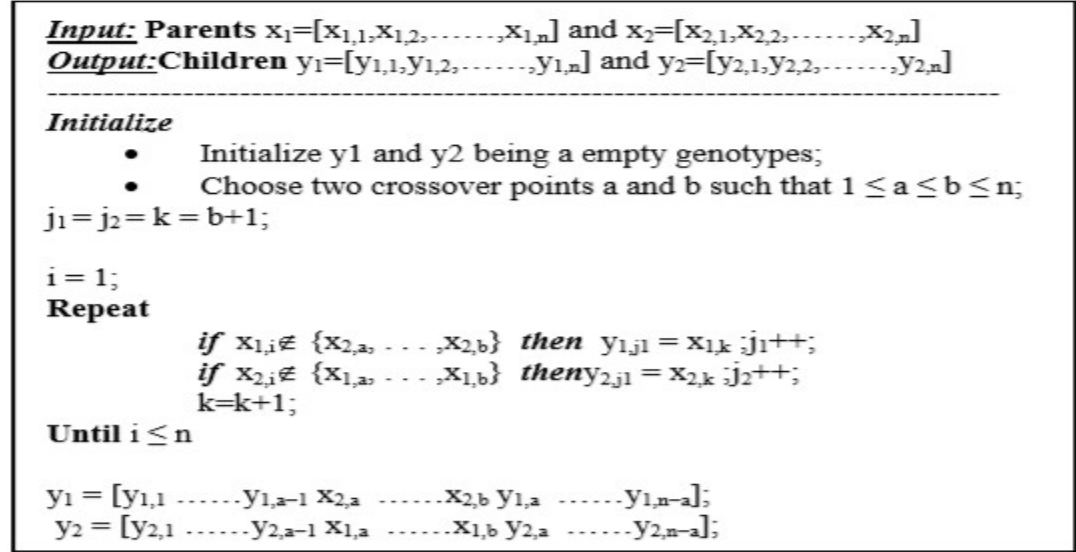 Input: Parents x₁=[x₁,₁,x₁,₂,……,x₁,ₙ] and x₂=[x₂,₁,x₂,₂,……,x₂,ₙ]
Output:Children y₁=[y₁,₁,y₁,₂,……,y₁,ₙ] and y₂=[y₂,₁,y₂,₂,……,y₂,ₙ]
--------------------------------------------------------------------------------
Initialize
• Initialize y1 and y2 being a empty genotypes;
• Choose two crossover points a and b such that 1 ≤ a ≤ b ≤ n;
j₁ = j₂ = k = b+1;
i = 1;
Repeat
if x₁,ᵢ∉ {x₂,ₐ, . . . ,x₂,b} then y₁,j₁ = x₁,ₖ ;j₁++;
if x₂,ᵢ∉ {x₁,ₐ, . . . ,x₁,b} theny₂,j₁ = x₂,ₖ ;j₂++;
k=k+1;
Until i ≤ n
y₁ = [y₁,₁ ……y₁,ₐ₋₁ x₂,ₐ ……x₂,b y₁,ₐ ……y₁,ₙ₋ₐ];
y₂ = [y₂,₁ ……y₂,ₐ₋₁ x₁,ₐ ……x₁,b y₂,ₐ ……y₂,ₙ₋ₐ];